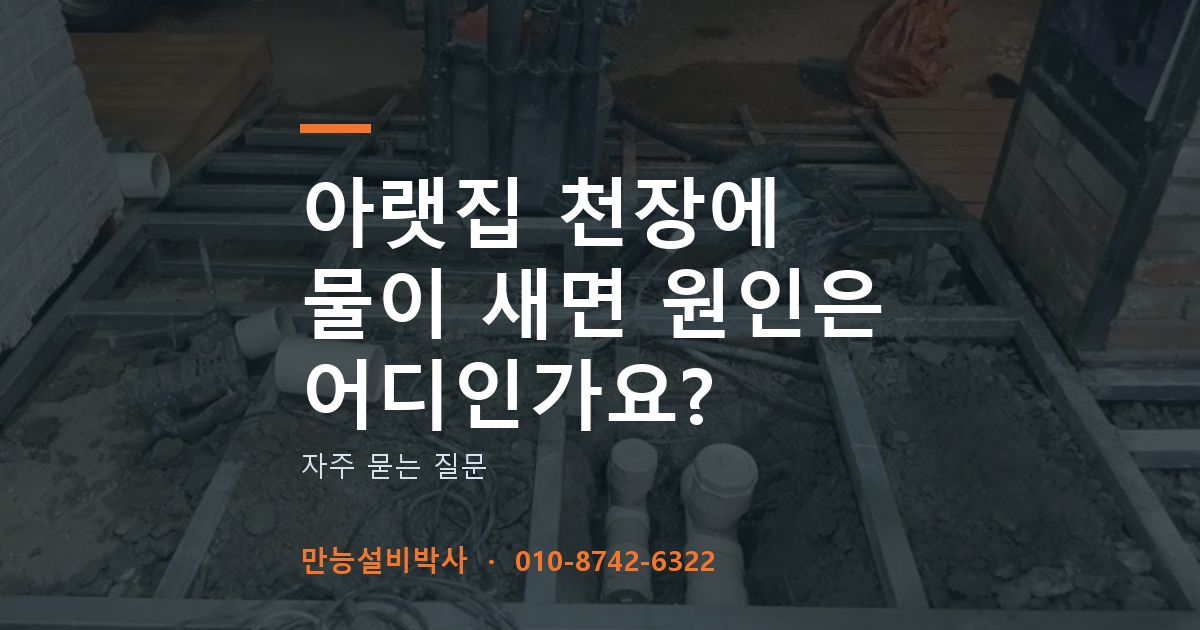 아랫집 천장에
물이 새면 원인은
어디인가요?
자주 묻는 질문
만능설비박사 · 010-8742-6322